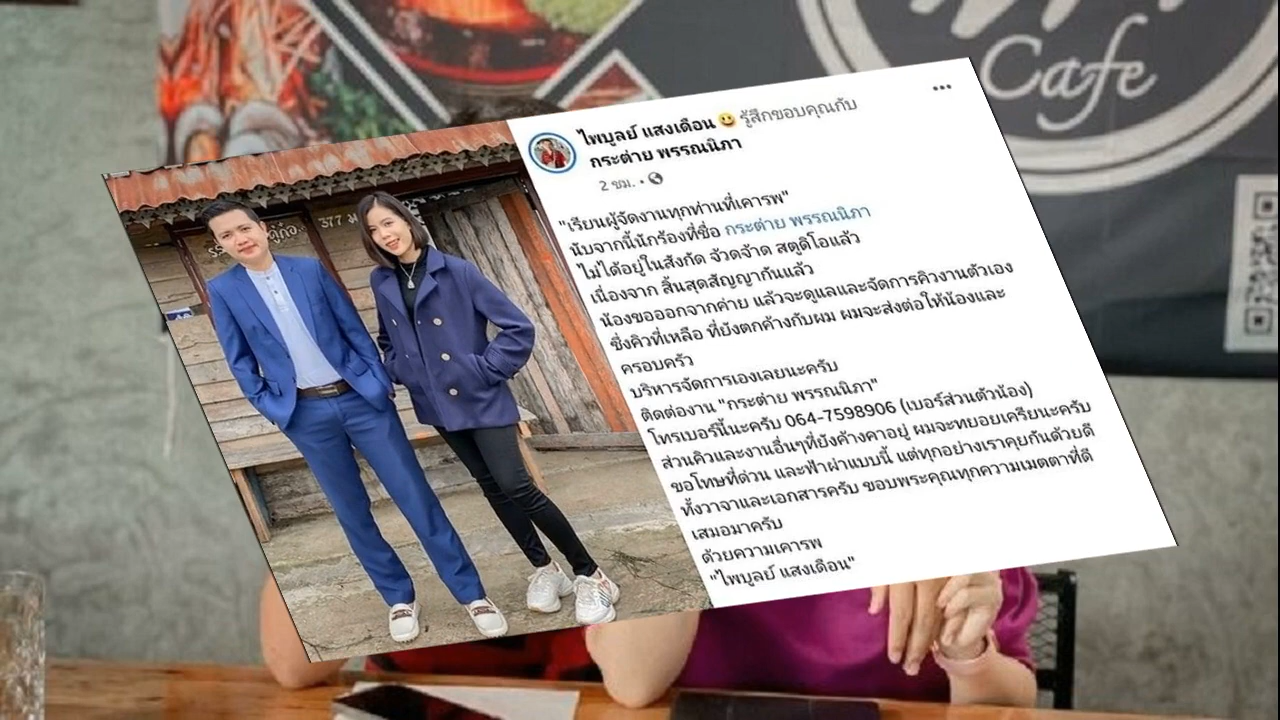 Cafe
ไพบูลย์ แสงเดือน 😃 รู้สึกขอบคุณกับ
กระต่าย พรรณนิภา
2 ชม.
"เรียนผู้จัดงานทุกท่านที่เคารพ"
นับจากนี้นักร้องที่ชื่อ กระต่าย พรรณนิภา
ไม่ได้อยู่ในสังกัด จ้วดจ้าด สตูดิโอแล้ว
เนื่องจาก สิ้นสุดสัญญากันแล้ว
น้องขอออกจากค่าย แล้วจะดูแลและจัดการคิวงานตัวเอง
ซึ่งคิวที่เหลือ ที่ยังตกค้างกับผม ผมจะส่งต่อให้น้องและ
ครอบครัว
บริหารจัดการเองเลยนะครับ
ติดต่องาน "กระต่าย พรรณนิภา"
โทรเบอร์นี้นะครับ 064-7598906 (เบอร์ส่วนตัวน้อง)
ส่วนคิวและงานอื่นๆที่ยังค้างคาอยู่ ผมจะทยอยเครียนะครับ
ขอโทษที่ด่วน และฟ้าผ่าแบบนี้ แต่ทุกอย่างเราคุยกันด้วยดี
ทั้งวาจาและเอกสารครับ ขอบพระคุณทุกความเมตตาที่ดี
เสมอมาครับ
ด้วยความเคารพ
"ไพบูลย์ แสงเดือน"
377